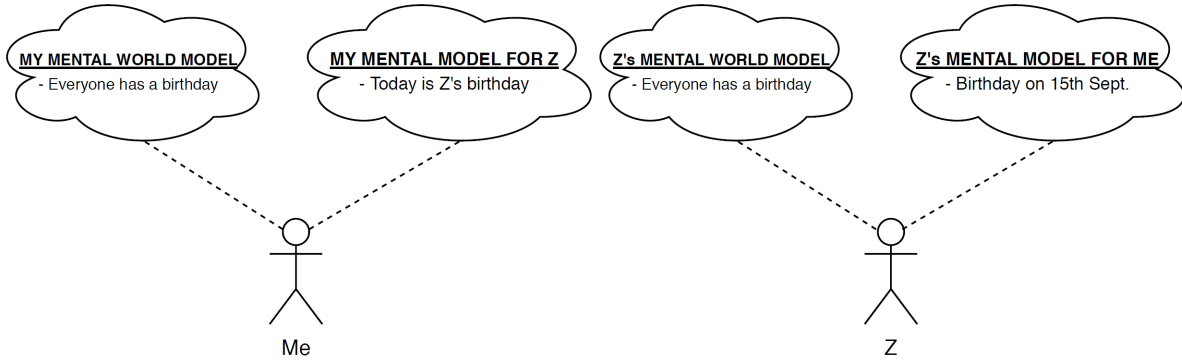 MY MENTAL WORLD MODEL
- Everyone has a birthday
MY MENTAL MODEL FOR Z
- Today is Z's birthday
Z's MENTAL WORLD MODEL
- Everyone has a birthday
Z's MENTAL MODEL FOR ME
- Birthday on 15th Sept.
Me
Z